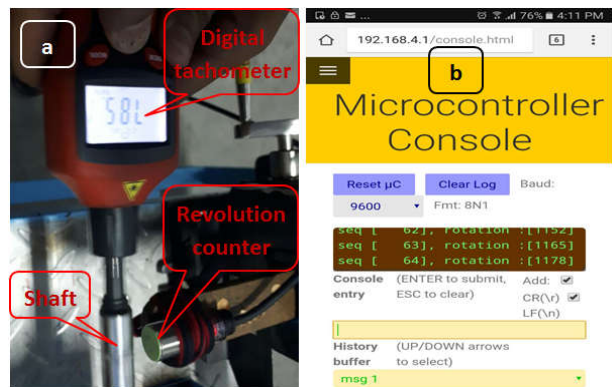 a
Digital
tachometer
Revolution
counter
Shaft
76% 4:11 PM
192.168.4.1/console.html
6
b
Microcontroller
Console
Reset µC
Clear Log
Baud:
9600
Fmt: 8N1
seq [ 62], rotation :[1152]
seq [ 63], rotation :[1165]
seq [ 64], rotation :[1178]
Console entry
(ENTER to submit, ESC to clear)
Add:
CR(\r)
LF(\n)
History buffer
(UP/DOWN arrows to select)
msg 1